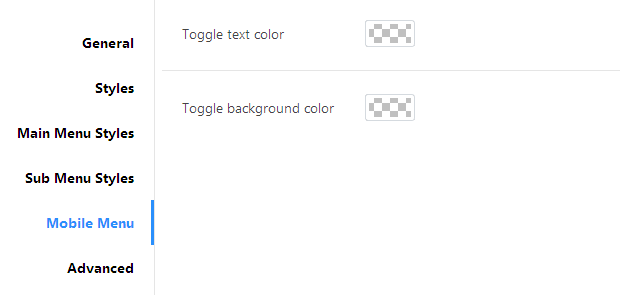 General
Styles
Main Menu Styles
Sub Menu Styles
Mobile Menu
Advanced
Toggle text color
Toggle background color